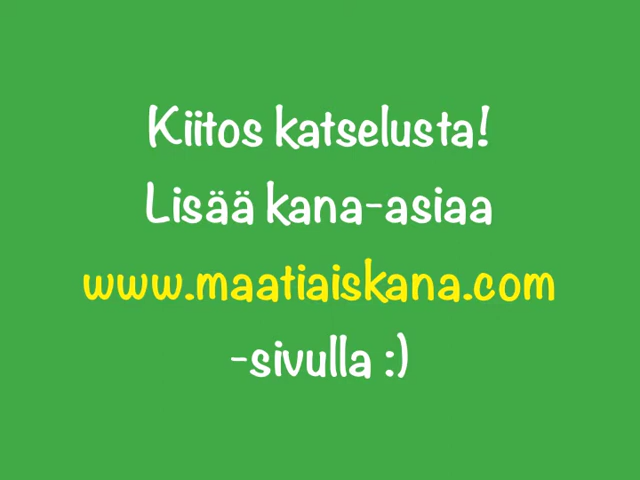 Kiitos katselusta!
Lisää kana-asiaa
www.maatiaiskana.com
-sivulla :)